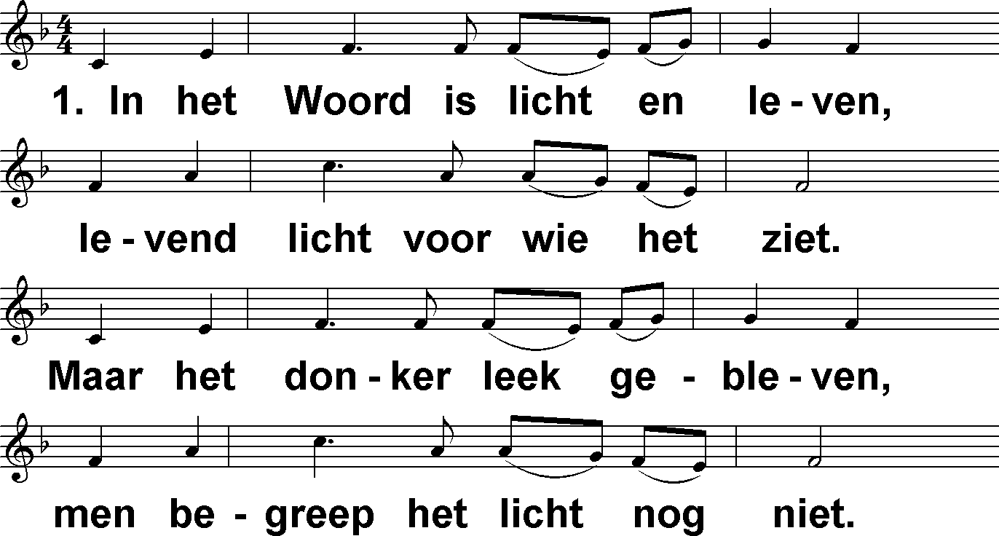 1. In het Woord is licht en le - ven,
le - vend licht voor wie het ziet.
Maar het don - ker leek ge - ble - ven,
men be - greep het licht nog niet.